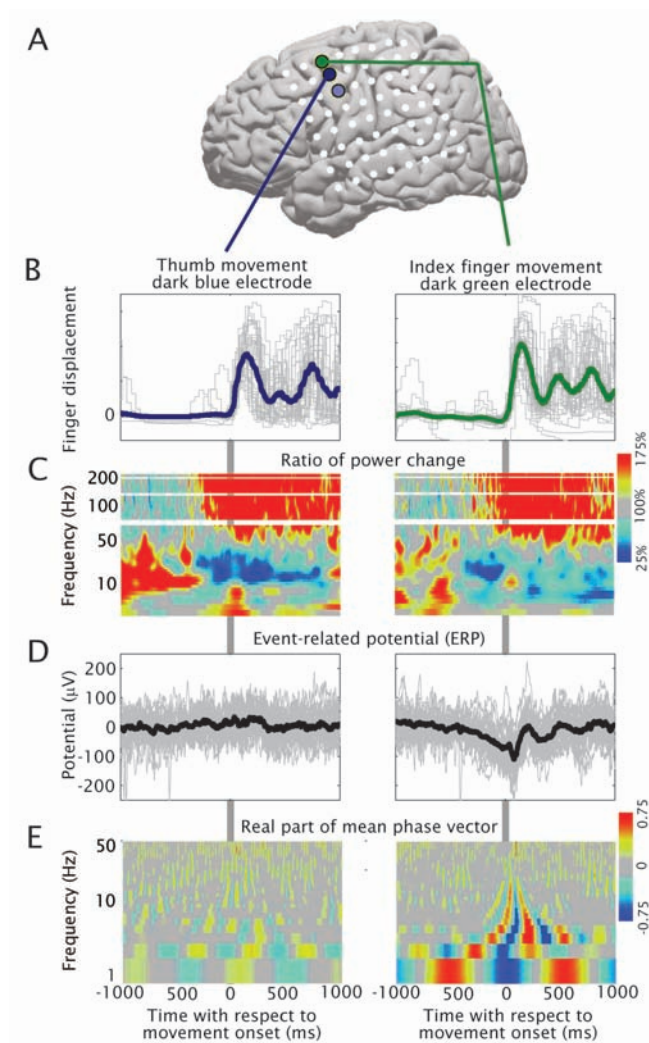 A
B
Thumb movement
dark blue electrode
Index finger movement
dark green electrode
Finger displacement
0
C
Ratio of power change
Frequency (Hz)
200
100
50
10
175%
100%
25%
D
Event-related potential (ERP)
Potential (μV)
200
100
0
-100
-200
E
Real part of mean phase vector
Frequency (Hz)
50
10
1
0.75
0
-0.75
-1000 -500 0 500 1000
-1000 -500 0 500 1000
Time with respect to
movement onset (ms)
Time with respect to
movement onset (ms)